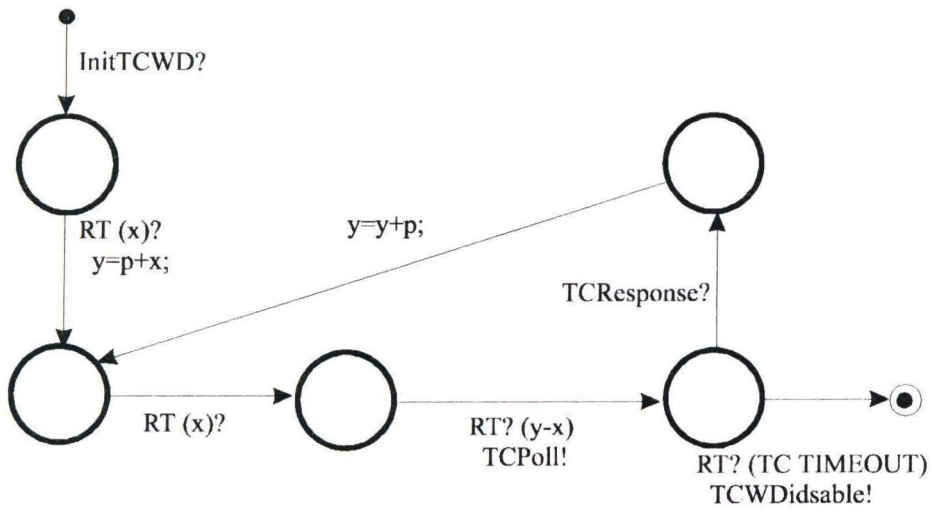 InitTCWD?
RT (x)?
y=p+x;
y=y+p;
TCResponse?
RT (x)?
RT? (y-x)
TCPoll!
RT? (TC TIMEOUT)
TCWDidsable!